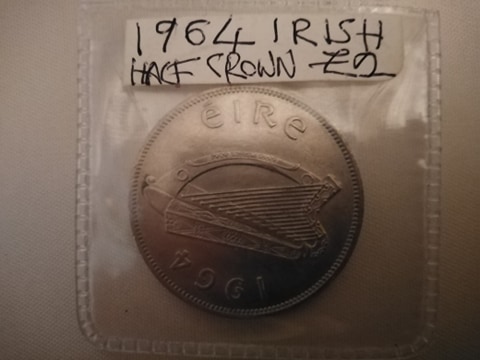 1964 IRISH
HALF CROWN £2
éIRe
1964